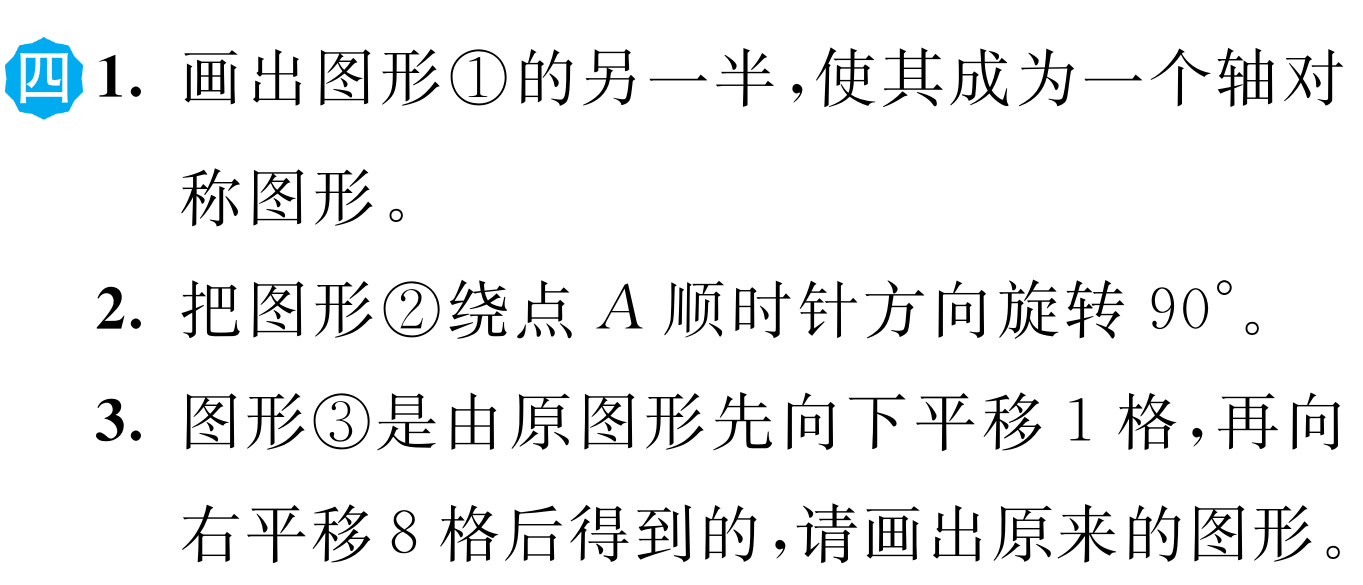 四 1. 画出图形①的另一半,使其成为一个轴对
称图形。
2. 把图形②绕点 A 顺时针方向旋转 90°。
3. 图形③是由原图形先向下平移 1 格,再向
右平移 8 格后得到的,请画出原来的图形。